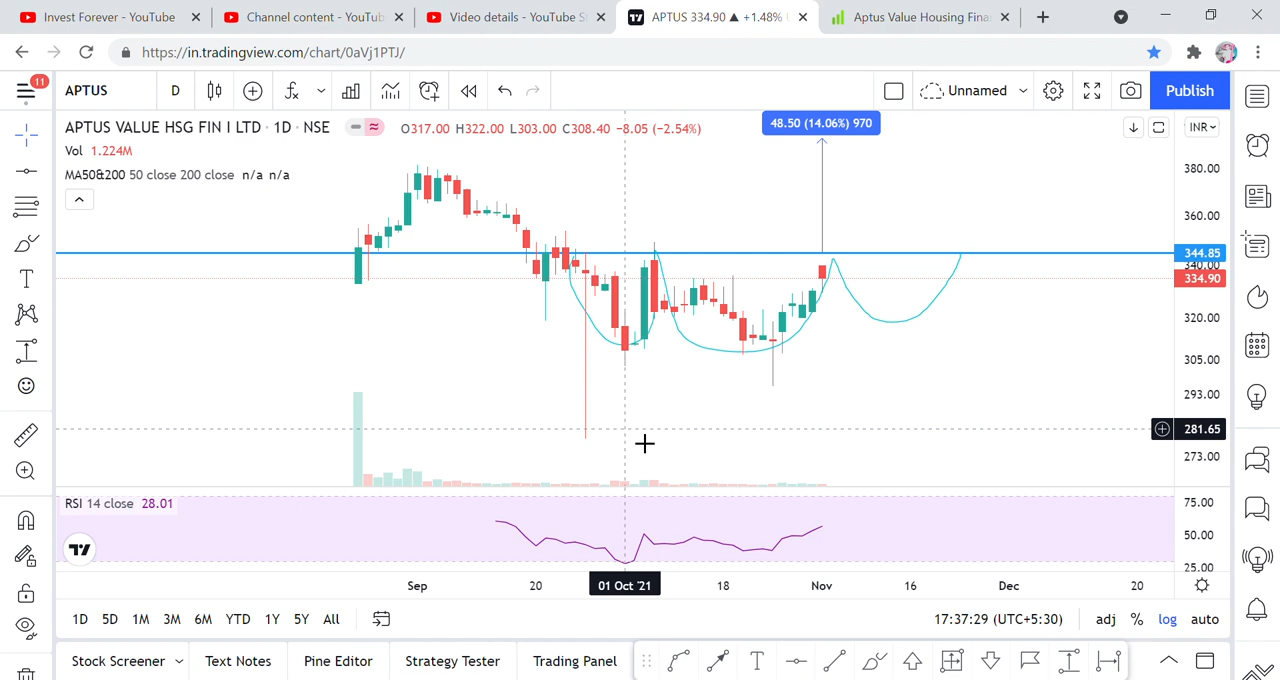 Invest Forever - YouTube
Channel content - YouTub
Video details - YouTube S
APTUS 334.90 ▲ +1.48%
Aptus Value Housing Fina
https://in.tradingview.com/chart/0aVj1PTJ/
11
APTUS
D
Unnamed
Publish
APTUS VALUE HSG FIN I LTD · 1D · NSE
O317.00 H322.00 L303.00 C308.40 −8.05 (−2.54%)
48.50 (14.06%) 970
INR
Vol 1.224M
MA50&200 50 close 200 close n/a n/a
380.00
360.00
344.85
340.00
334.90
320.00
305.00
293.00
281.65
273.00
RSI 14 close 28.01
75.00
50.00
25.00
Sep
20
01 Oct '21
18
Nov
16
Dec
20
1D 5D 1M 3M 6M YTD 1Y 5Y All
17:37:29 (UTC+5:30)
adj % log auto
Stock Screener
Text Notes
Pine Editor
Strategy Tester
Trading Panel